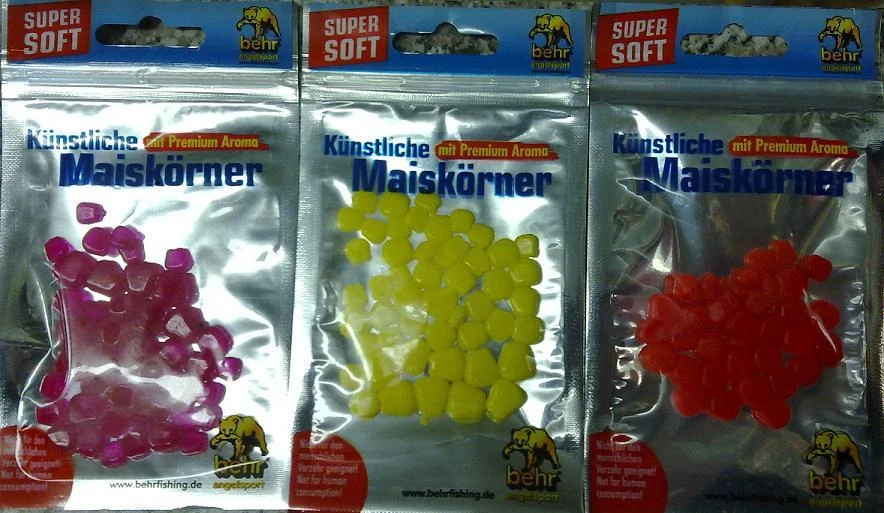 SUPER
SOFT
behr
angelsport
Künstliche mit Premium Aroma
Maiskörner
Nicht für den
menschlichen
Verzehr geeignet!
Not for human
consumption!
behr
angelsport
www.behrfishing.de
SUPER
SOFT
behr
angelsport
Künstliche mit Premium Aroma
Maiskörner
Nicht für den
menschlichen
Verzehr geeignet!
Not for human
consumption!
behr
angelsport
www.behrfishing.de
SUPER
SOFT
behr
angelsport
Künstliche mit Premium Aroma
Maiskörner
Nicht für den
menschlichen
Verzehr geeignet!
Not for human
consumption!
behr
angelsport
www.behrfishing.de